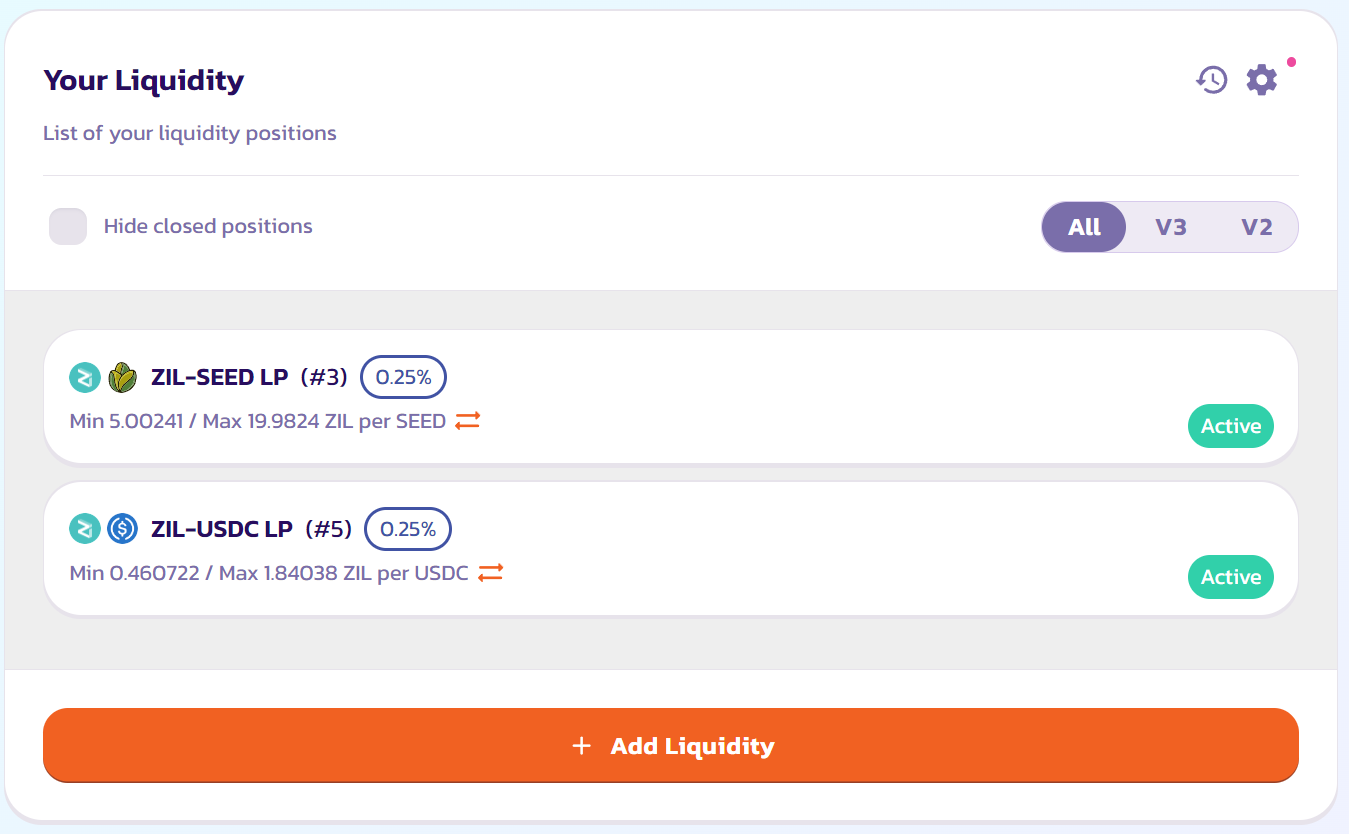 Your Liquidity
List of your liquidity positions
Hide closed positions
All V3 V2
ZIL-SEED LP (#3) 0.25%
Min 5.00241 / Max 19.9824 ZIL per SEED
Active
ZIL-USDC LP (#5) 0.25%
Min 0.460722 / Max 1.84038 ZIL per USDC
Active
+ Add Liquidity